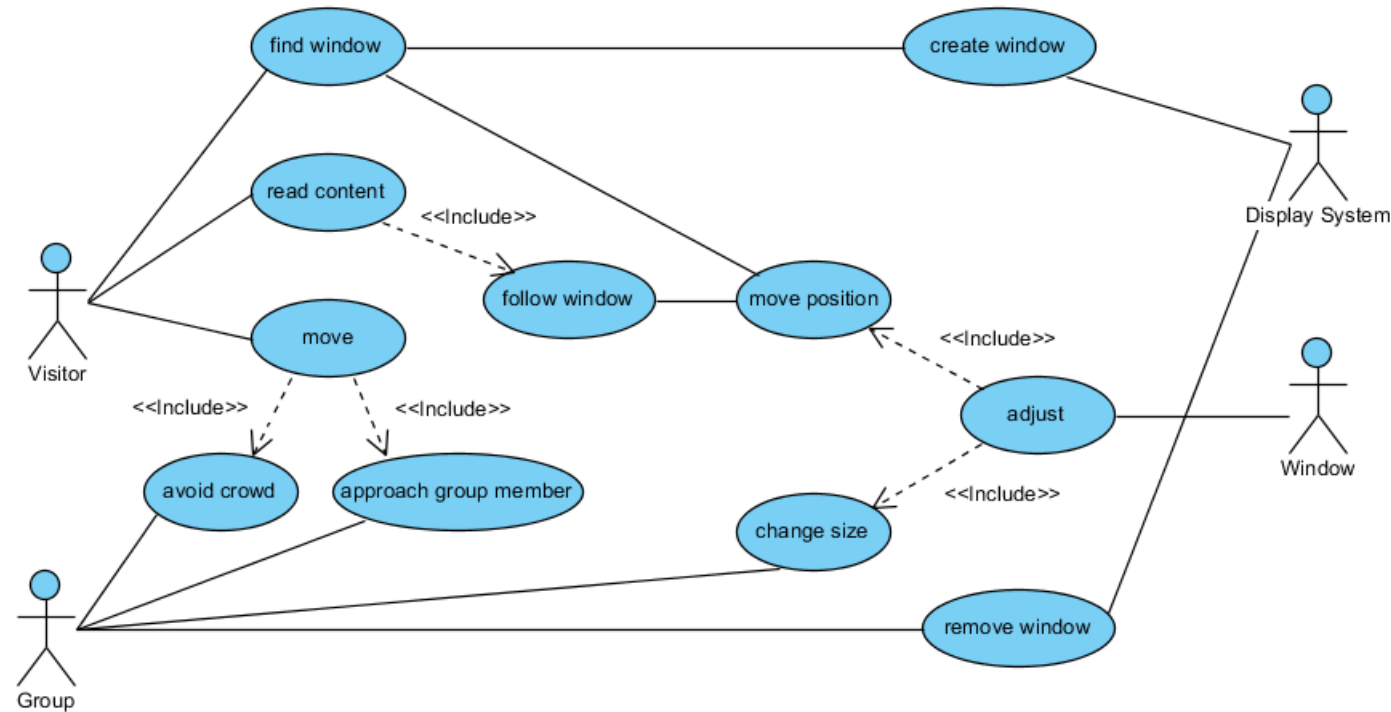 find window
create window
read content
<<Include>>
Display System
follow window
move position
move
<<Include>>
Visitor
<<Include>>
<<Include>>
adjust
Window
avoid crowd
approach group member
<<Include>>
change size
remove window
Group